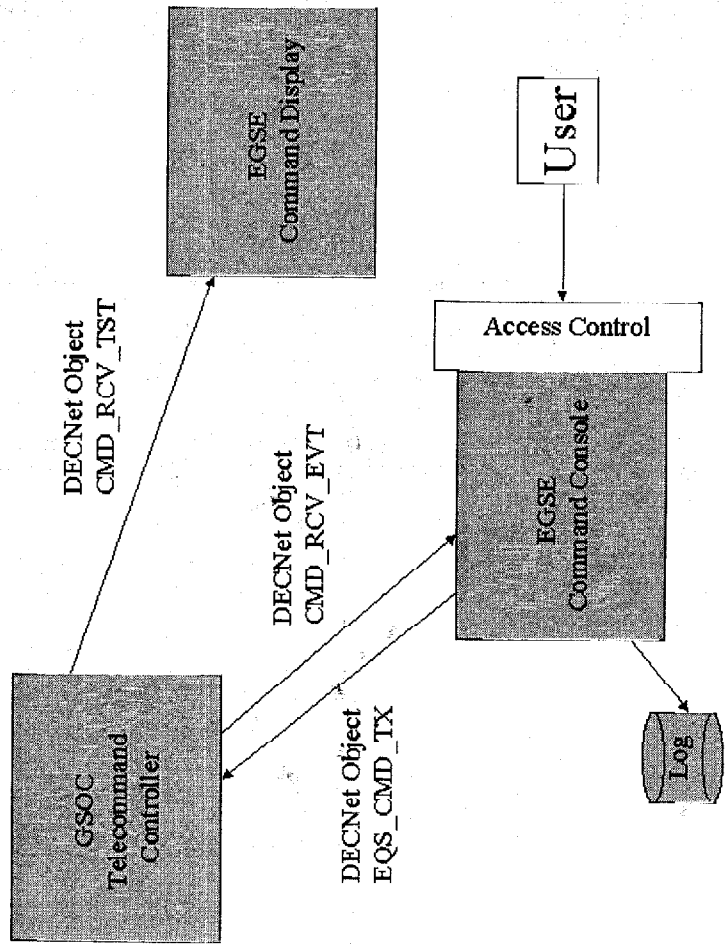 GSOC
Telecommand
Controller
DECNet Object
CMD_RCV_TST
EGSE
Command Display
DECNet Object
CMD_RCV_EVT
DECNet Object
EQS_CMD_TX
EGSE
Command Console
Access Control
User
Log